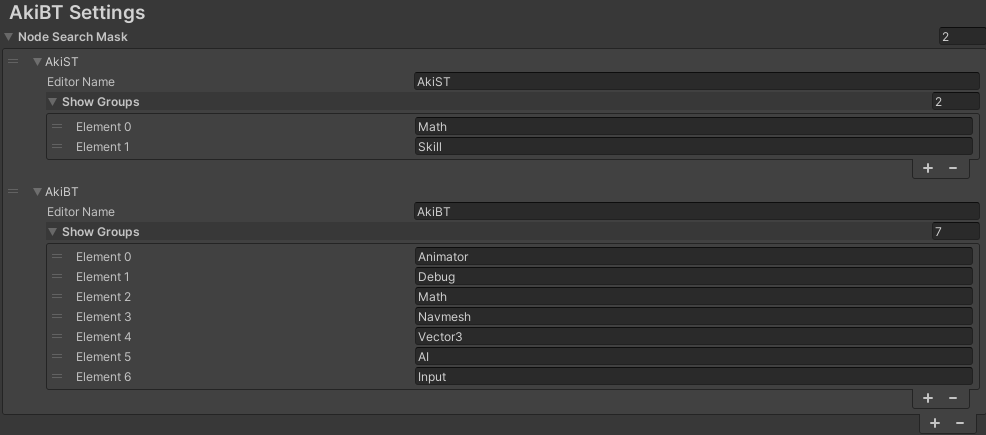 AkiBT Settings
Node Search Mask 2
AkiST
Editor Name AkiST
Show Groups 2
Element 0 Math
Element 1 Skill
+ -
AkiBT
Editor Name AkiBT
Show Groups 7
Element 0 Animator
Element 1 Debug
Element 2 Math
Element 3 Navmesh
Element 4 Vector3
Element 5 AI
Element 6 Input
+ -
+ -